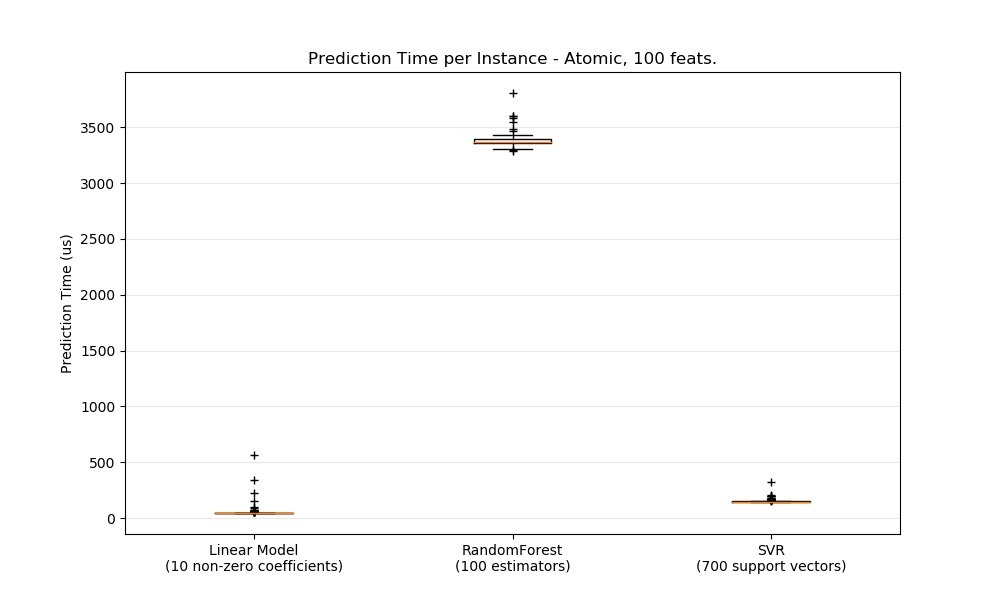 Prediction Time per Instance - Atomic, 100 feats.
Prediction Time (us)
3500
3000
2500
2000
1500
1000
500
0
Linear Model
(10 non-zero coefficients)
RandomForest
(100 estimators)
SVR
(700 support vectors)